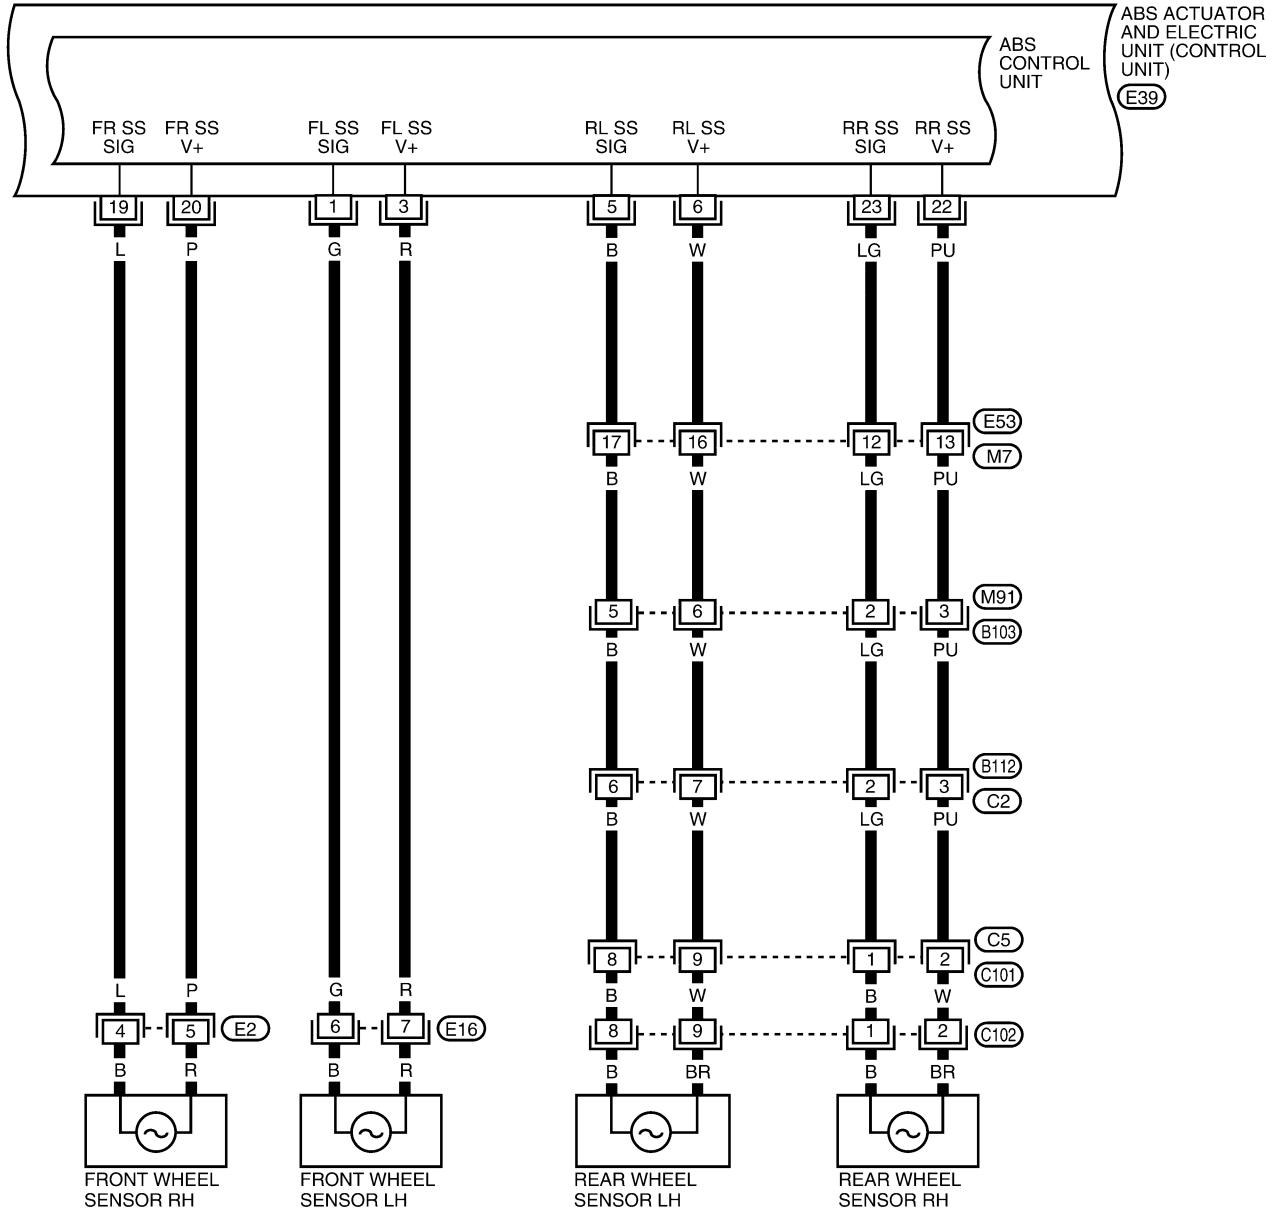 ABS ACTUATOR
AND ELECTRIC
UNIT (CONTROL
UNIT)
E39
ABS
CONTROL
UNIT
FR SS SIG
FR SS V+
FL SS SIG
FL SS V+
RL SS SIG
RL SS V+
RR SS SIG
RR SS V+
19 20 1 3 5 6 23 22
L P G R B W LG PU
E53
17 16 12 13
M7
B W LG PU
M91
5 6 2 3
B103
B W LG PU
B112
6 7 2 3
C2
B W LG PU
C5
8 9 1 2
C101
L P G R B W B W
4 5 E2 6 7 E16 8 9 1 2 C102
B R B R B BR B BR
FRONT WHEEL
SENSOR RH
FRONT WHEEL
SENSOR LH
REAR WHEEL
SENSOR LH
REAR WHEEL
SENSOR RH